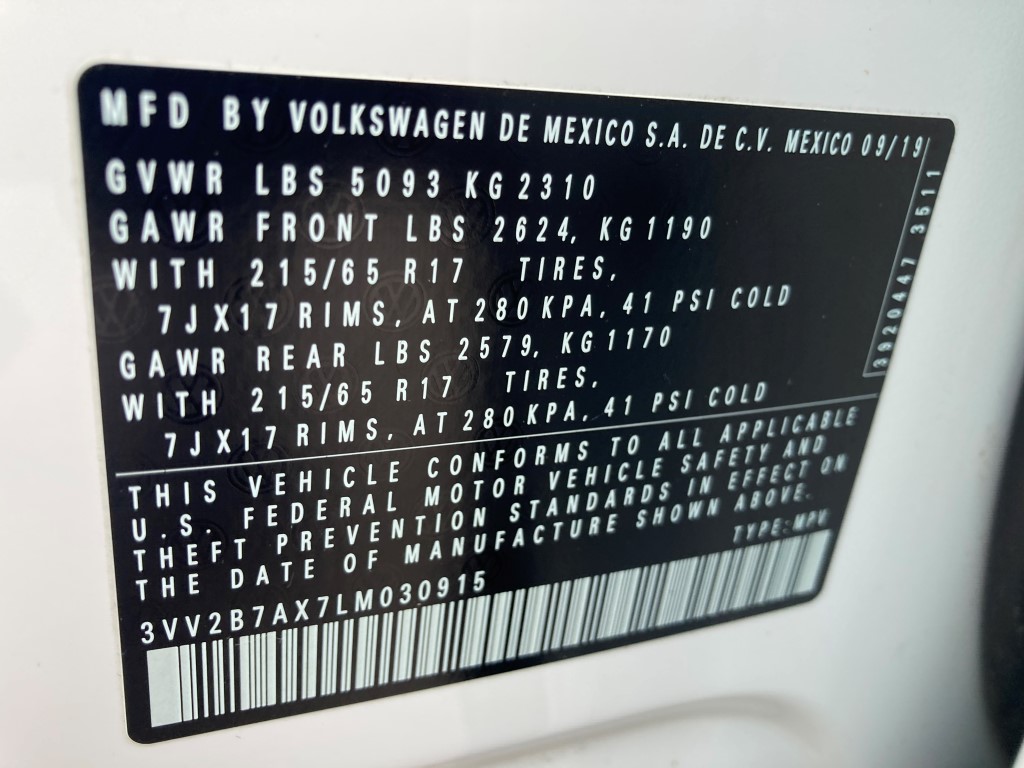 MFD BY VOLKSWAGEN DE MEXICO S.A. DE C.V. MEXICO 09/19
GVWR LBS 5093 KG 2310
GAWR FRONT LBS 2624, KG 1190
WITH 215/65 R17 TIRES,
7JX17 RIMS, AT 280 KPA, 41 PSI COLD
GAWR REAR LBS 2579, KG 1170
WITH 215/65 R17 TIRES,
7JX17 RIMS, AT 280 KPA, 41 PSI COLD
3920447 3511
THIS VEHICLE CONFORMS TO ALL APPLICABLE
U.S. FEDERAL MOTOR VEHICLE SAFETY AND
THEFT PREVENTION STANDARDS IN EFFECT ON
THE DATE OF MANUFACTURE SHOWN ABOVE.
TYPE: MPV
3VV2B7AX7LM030915